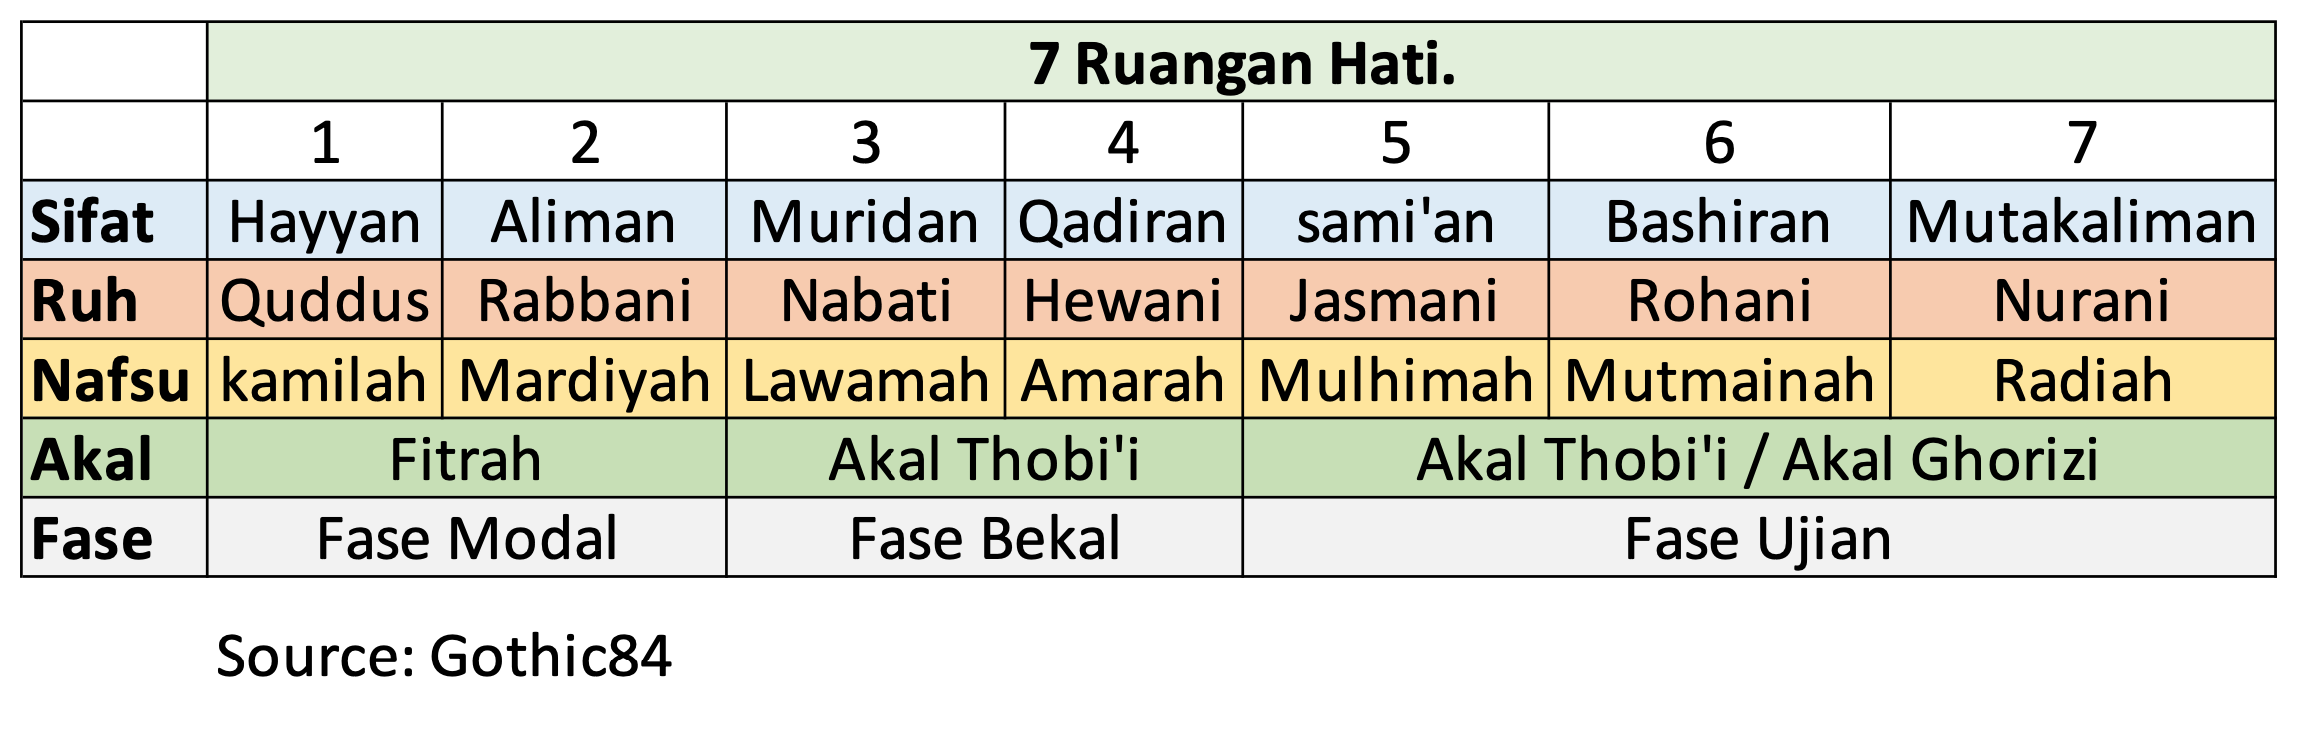 7 Ruangan Hati.
1 2 3 4 5 6 7
Sifat Hayyan Aliman Muridan Qadiran sami'an Bashiran Mutakaliman
Ruh Quddus Rabbani Nabati Hewani Jasmani Rohani Nurani
Nafsu kamilah Mardiyah Lawamah Amarah Mulhimah Mutmainah Radiah
Akal Fitrah Akal Thobi'i Akal Thobi'i / Akal Ghorizi
Fase Fase Modal Fase Bekal Fase Ujian
Source: Gothic84